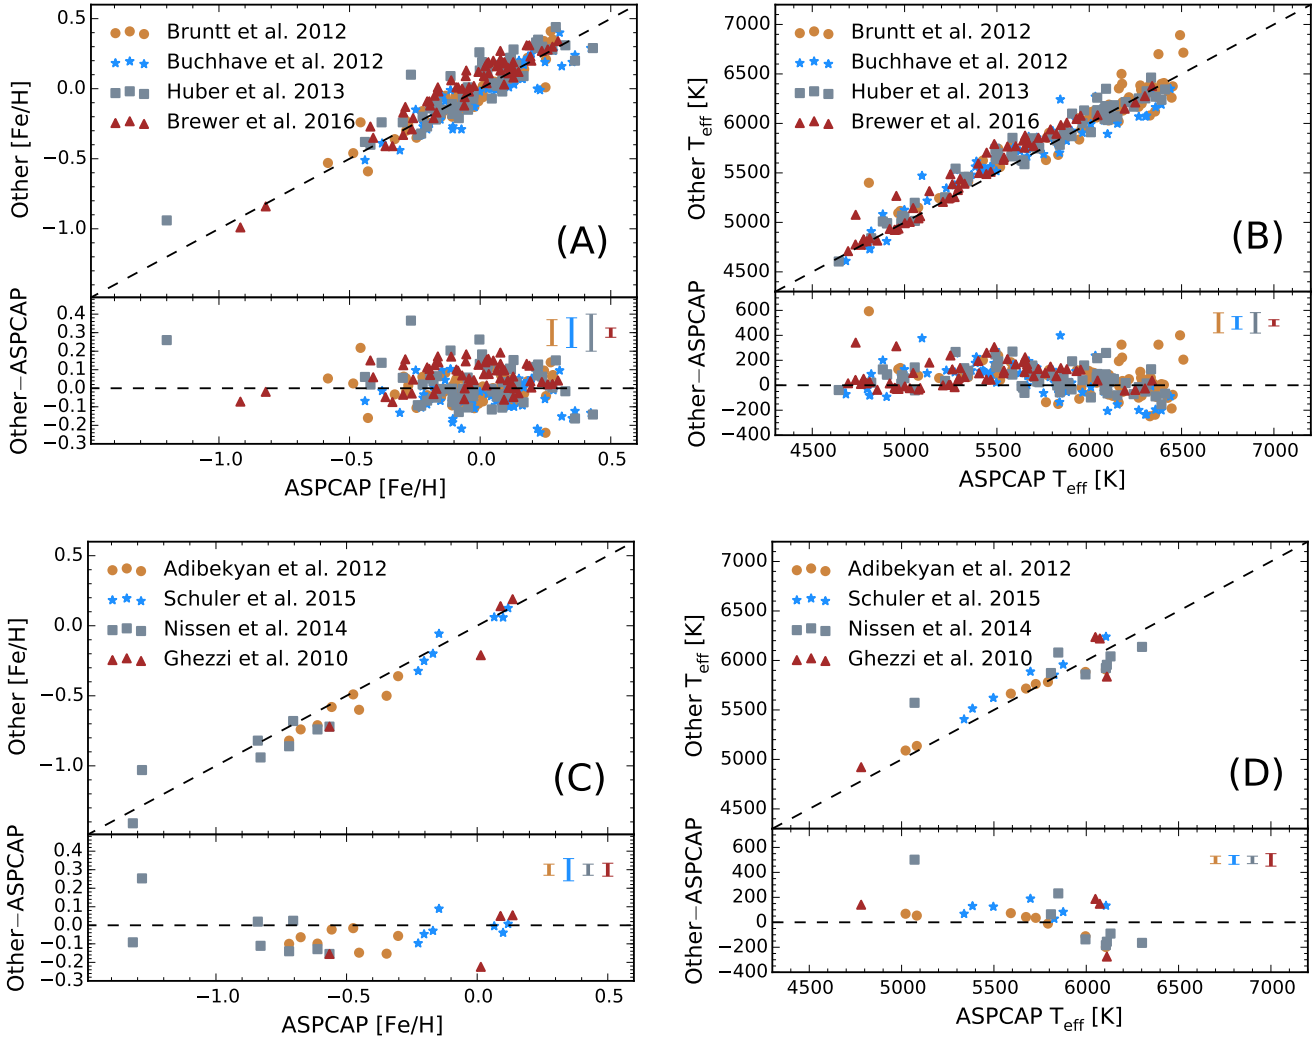 0.5
0.0
−0.5
−1.0
Other [Fe/H]
Bruntt et al. 2012
Buchhave et al. 2012
Huber et al. 2013
Brewer et al. 2016
(A)
0.4
0.3
0.2
0.1
0.0
−0.1
−0.2
−0.3
Other−ASPCAP
−1.0 −0.5 0.0 0.5
ASPCAP [Fe/H]
7000
6500
6000
5500
5000
4500
Other Teff [K]
Bruntt et al. 2012
Buchhave et al. 2012
Huber et al. 2013
Brewer et al. 2016
(B)
600
400
200
0
−200
−400
Other−ASPCAP
4500 5000 5500 6000 6500 7000
ASPCAP Teff [K]
0.5
0.0
−0.5
−1.0
Other [Fe/H]
Adibekyan et al. 2012
Schuler et al. 2015
Nissen et al. 2014
Ghezzi et al. 2010
(C)
0.4
0.3
0.2
0.1
0.0
−0.1
−0.2
−0.3
Other−ASPCAP
−1.0 −0.5 0.0 0.5
ASPCAP [Fe/H]
7000
6500
6000
5500
5000
4500
Other Teff [K]
Adibekyan et al. 2012
Schuler et al. 2015
Nissen et al. 2014
Ghezzi et al. 2010
(D)
600
400
200
0
−200
−400
Other−ASPCAP
4500 5000 5500 6000 6500 7000
ASPCAP Teff [K]